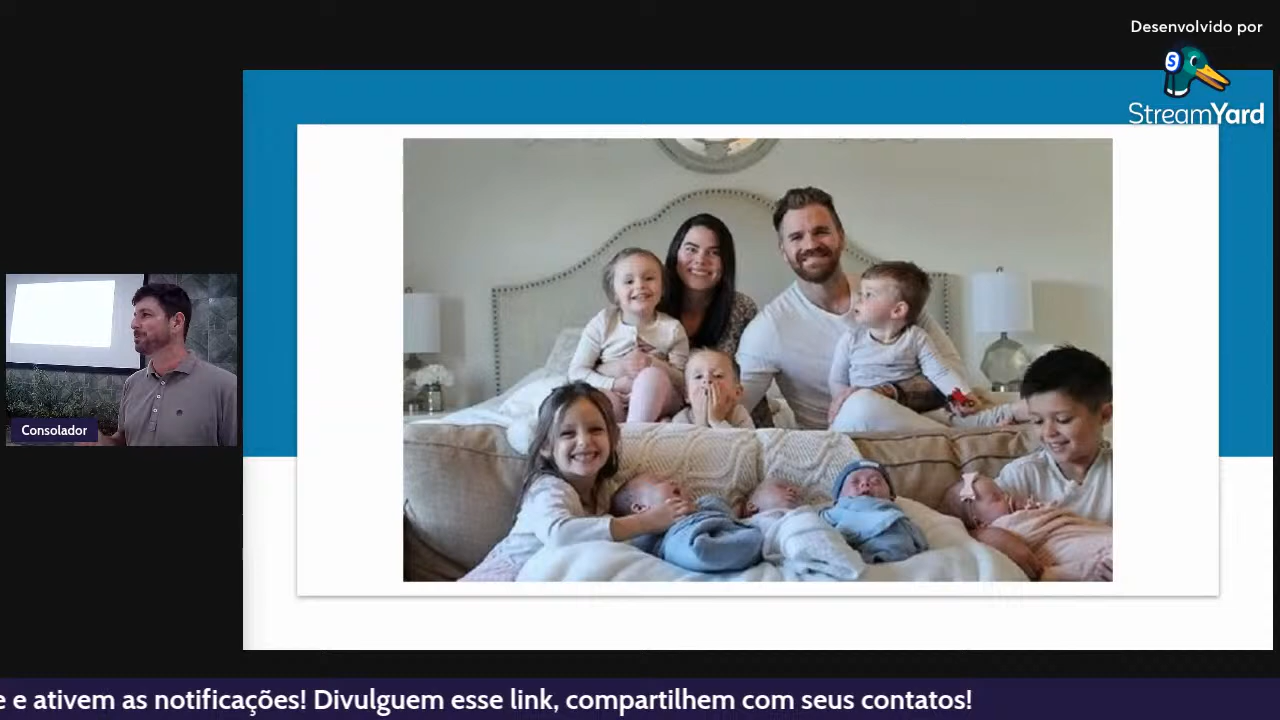 Desenvolvido por
StreamYard
Consolador
e e ativem as notificações! Divulguem esse link, compartilhem com seus contatos!